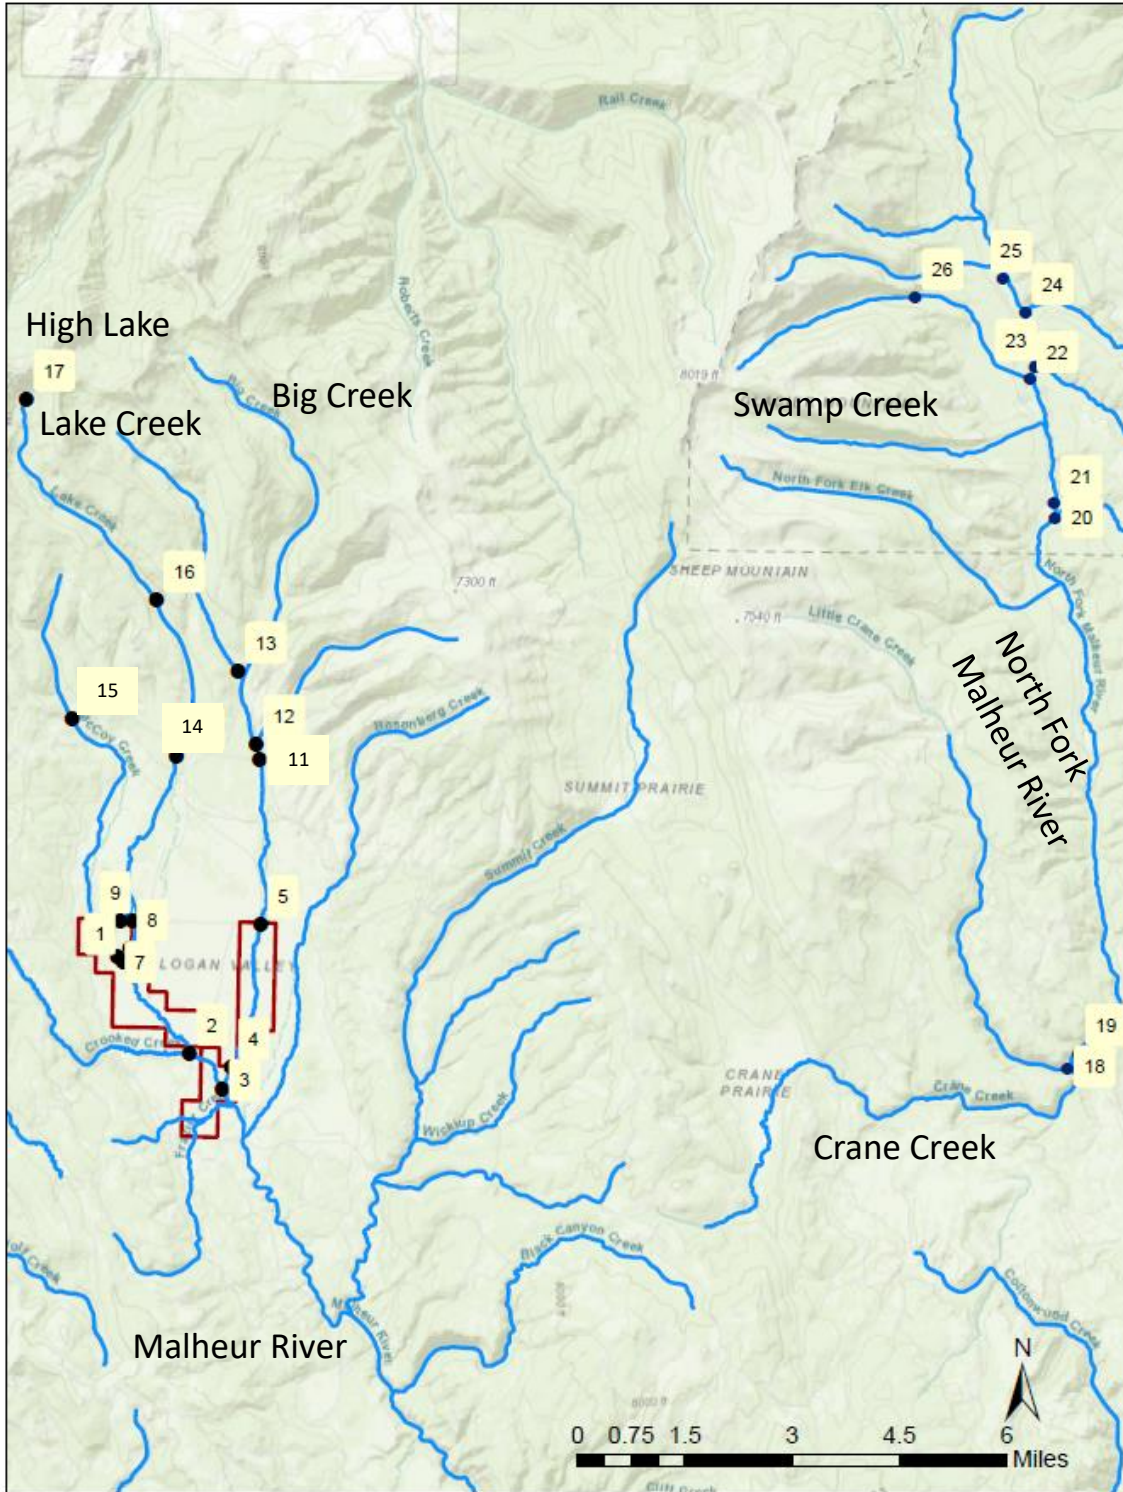 Rail Creek
25
26
24
Roberts Creek
High Lake
23
22
17
8019 ft
Big Creek
Big Creek
Swamp Creek
Lake Creek
21
North Fork Elk Creek
Lake Creek
20
16
7300 ft
SHEEP MOUNTAIN
North Fork Malheur River
7540 ft
Little Crane Creek
13
North Fork
Malheur River
15
12
14
McCoy Creek
Bosonberg Creek
11
SUMMIT PRAIRIE
Summit Creek
9
8
5
1
7
LOGAN VALLEY
2
4
19
Crooked Creek
3
18
CRANE
PRAIRIE
Crane Creek
Wickiup Creek
Crane Creek
Black Canyon Creek
Cottonwood Creek
Malheur River
Malheur River
N
0 0.75 1.5 3 4.5 6
Miles
Cliff Creek